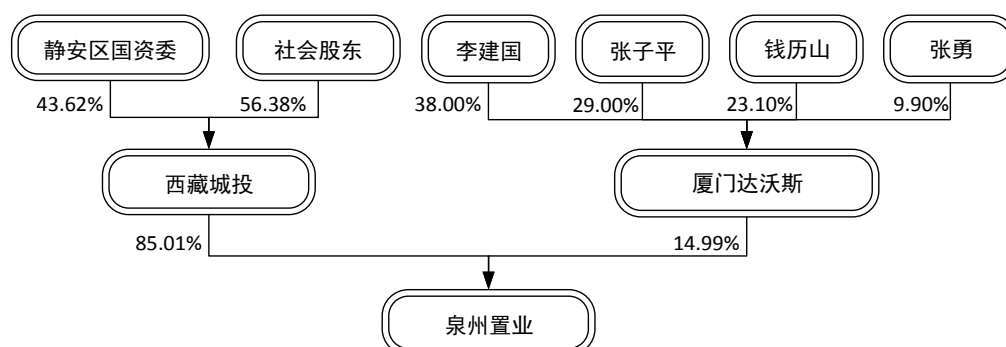 静安区国资委
社会股东
李建国
张子平
钱历山
张勇
43.62%
56.38%
38.00%
29.00%
23.10%
9.90%
西藏城投
厦门达沃斯
85.01%
14.99%
泉州置业